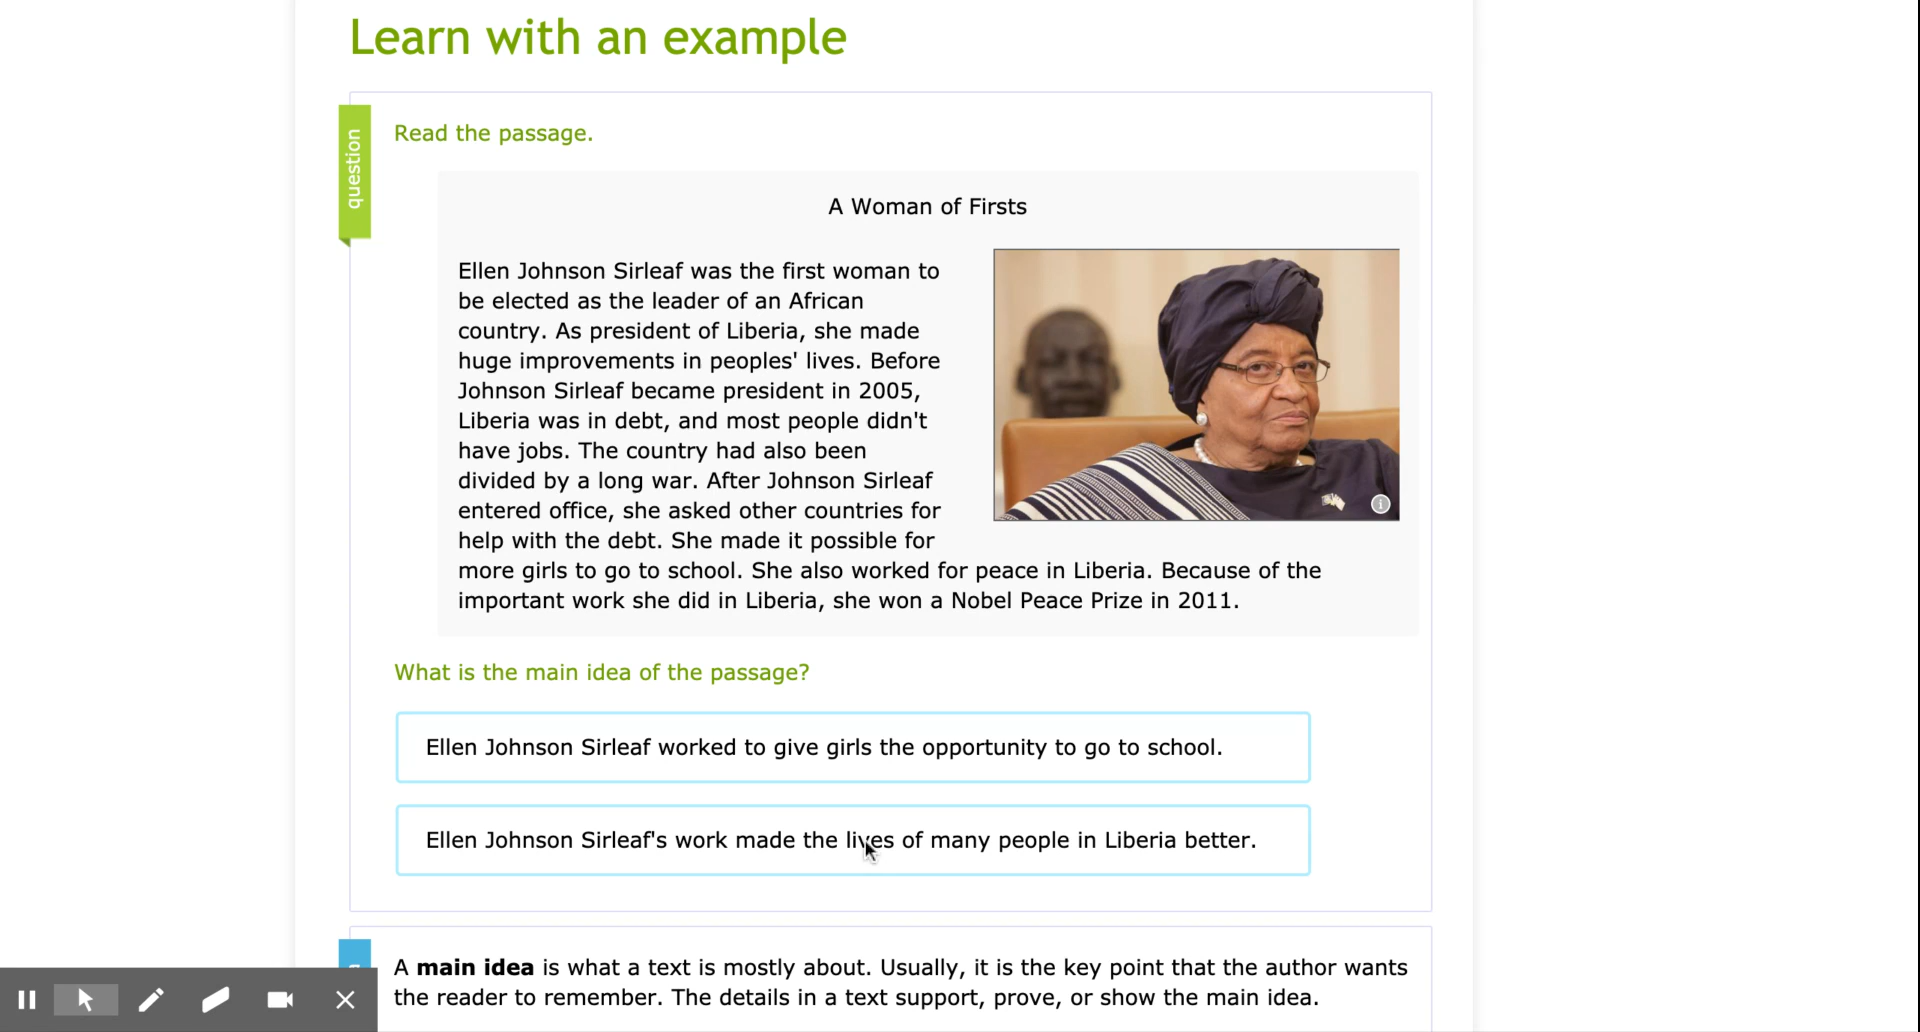 Learn with an example
question
Read the passage.
A Woman of Firsts
Ellen Johnson Sirleaf was the first woman to
be elected as the leader of an African
country. As president of Liberia, she made
huge improvements in peoples' lives. Before
Johnson Sirleaf became president in 2005,
Liberia was in debt, and most people didn't
have jobs. The country had also been
divided by a long war. After Johnson Sirleaf
entered office, she asked other countries for
help with the debt. She made it possible for
more girls to go to school. She also worked for peace in Liberia. Because of the
important work she did in Liberia, she won a Nobel Peace Prize in 2011.
What is the main idea of the passage?
Ellen Johnson Sirleaf worked to give girls the opportunity to go to school.
Ellen Johnson Sirleaf's work made the lives of many people in Liberia better.
A main idea is what a text is mostly about. Usually, it is the key point that the author wants
the reader to remember. The details in a text support, prove, or show the main idea.